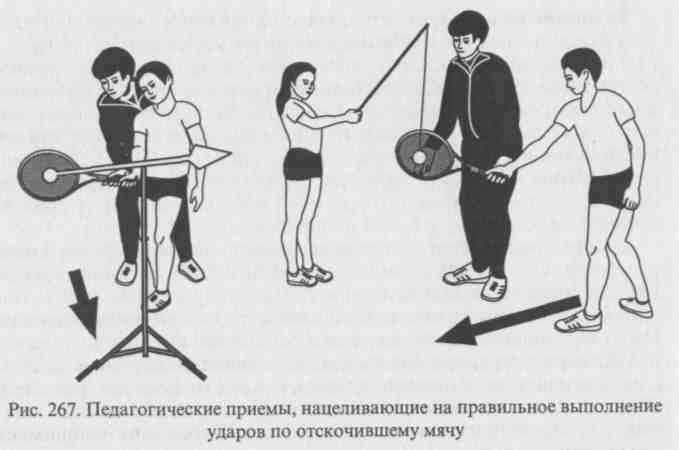 Рис. 267. Педагогические приемы, нацеливающие на правильное выполнение
ударов по отскочившему мячу